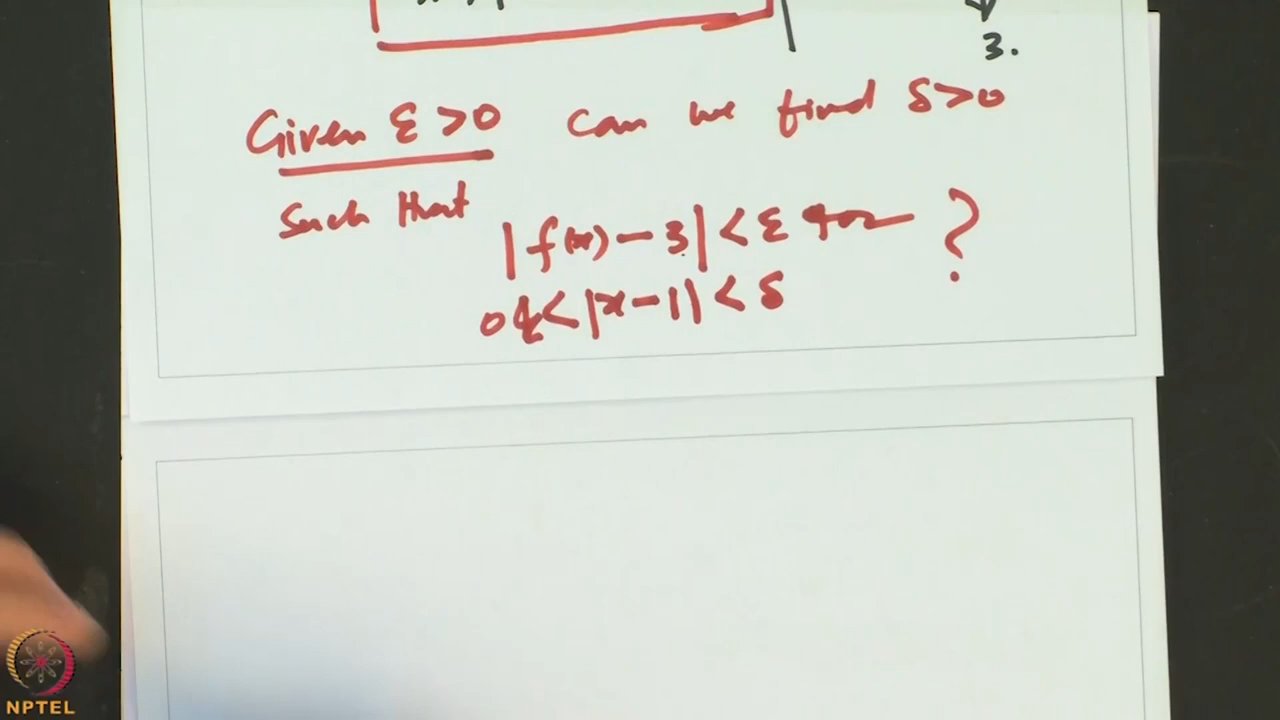 3.
Given ε >0 can we find δ>0
such that
|f(x)-3|<ε for ?
0<|x-1|<δ
NPTEL